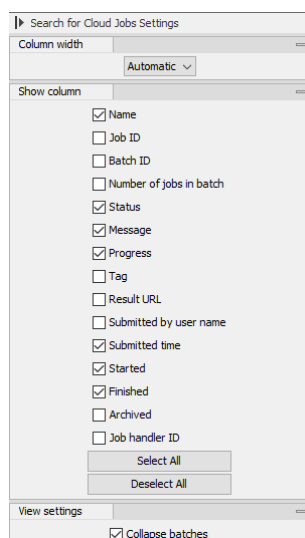 Search for Cloud Jobs Settings
Column width
Automatic
Show column
Name
Job ID
Batch ID
Number of jobs in batch
Status
Message
Progress
Tag
Result URL
Submitted by user name
Submitted time
Started
Finished
Archived
Job handler ID
Select All
Deselect All
View settings
Collapse batches